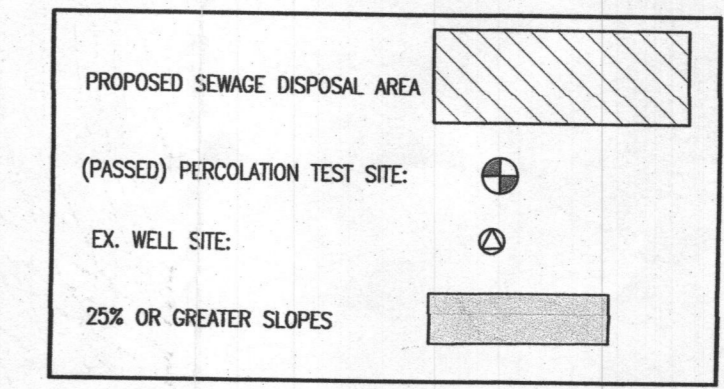 PROPOSED SEWAGE DISPOSAL AREA
(PASSED) PERCOLATION TEST SITE:
EX. WELL SITE:
25% OR GREATER SLOPES